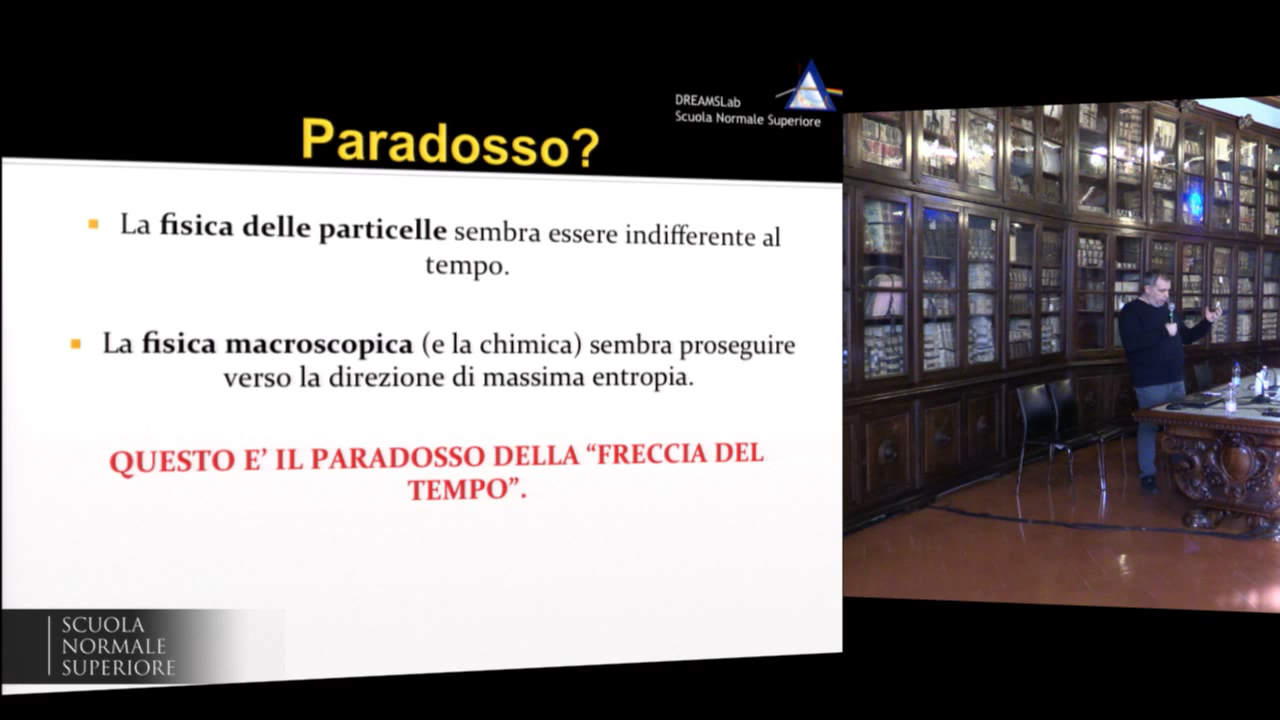 DREAMSLab
Scuola Normale Superiore
Paradosso?
La fisica delle particelle sembra essere indifferente al
tempo.
La fisica macroscopica (e la chimica) sembra proseguire
verso la direzione di massima entropia.
QUESTO E' IL PARADOSSO DELLA “FRECCIA DEL
TEMPO”.
SCUOLA
NORMALE
SUPERIORE